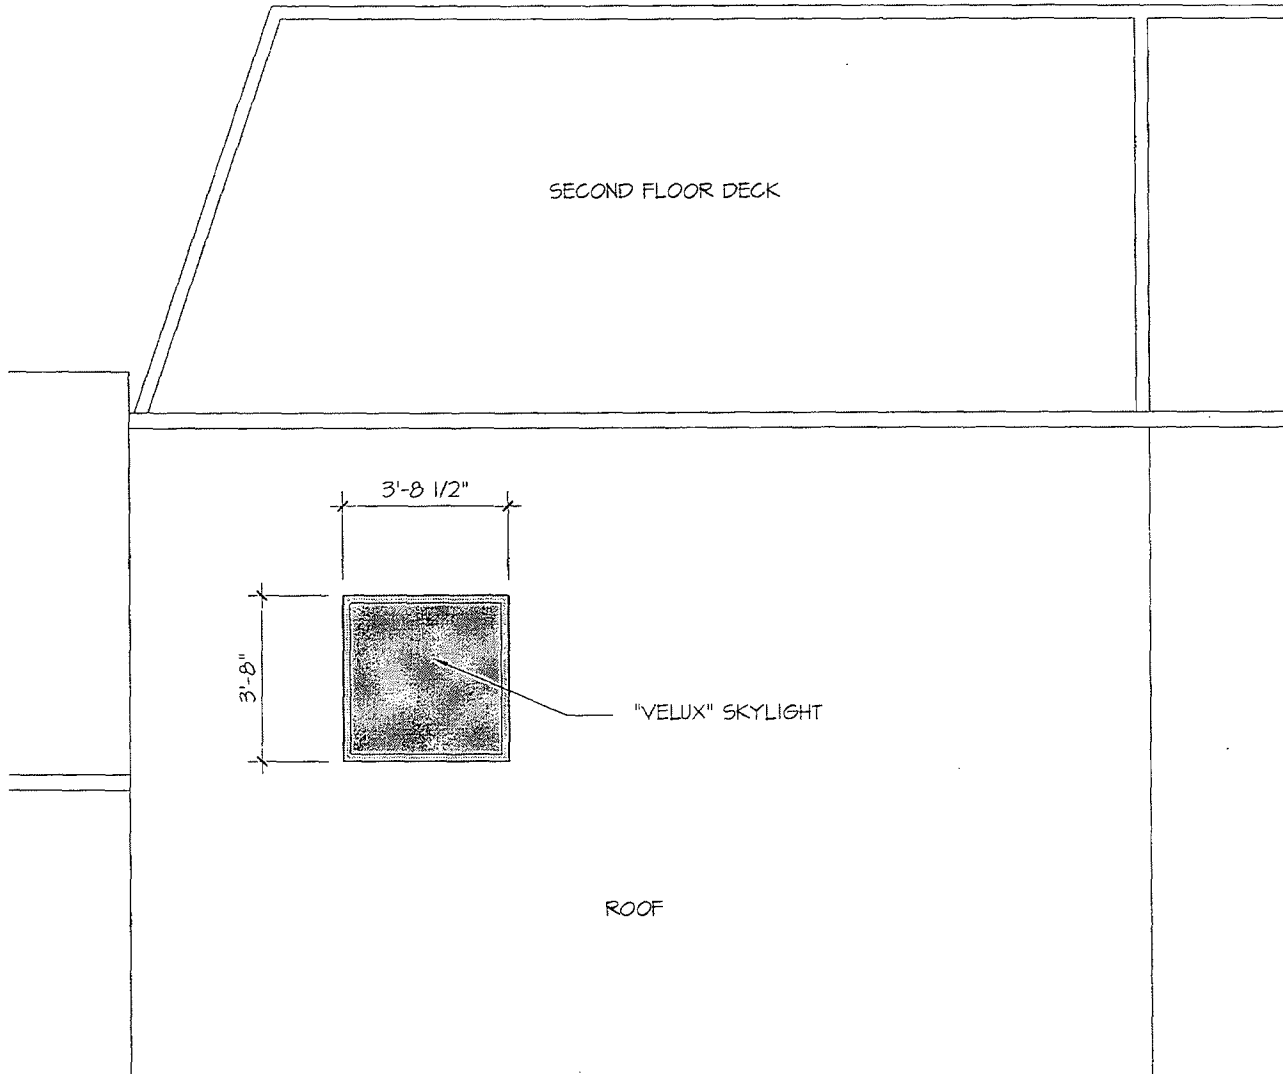 SECOND FLOOR DECK
3'-8 1/2"
3'-8"
"VELUX" SKYLIGHT
ROOF